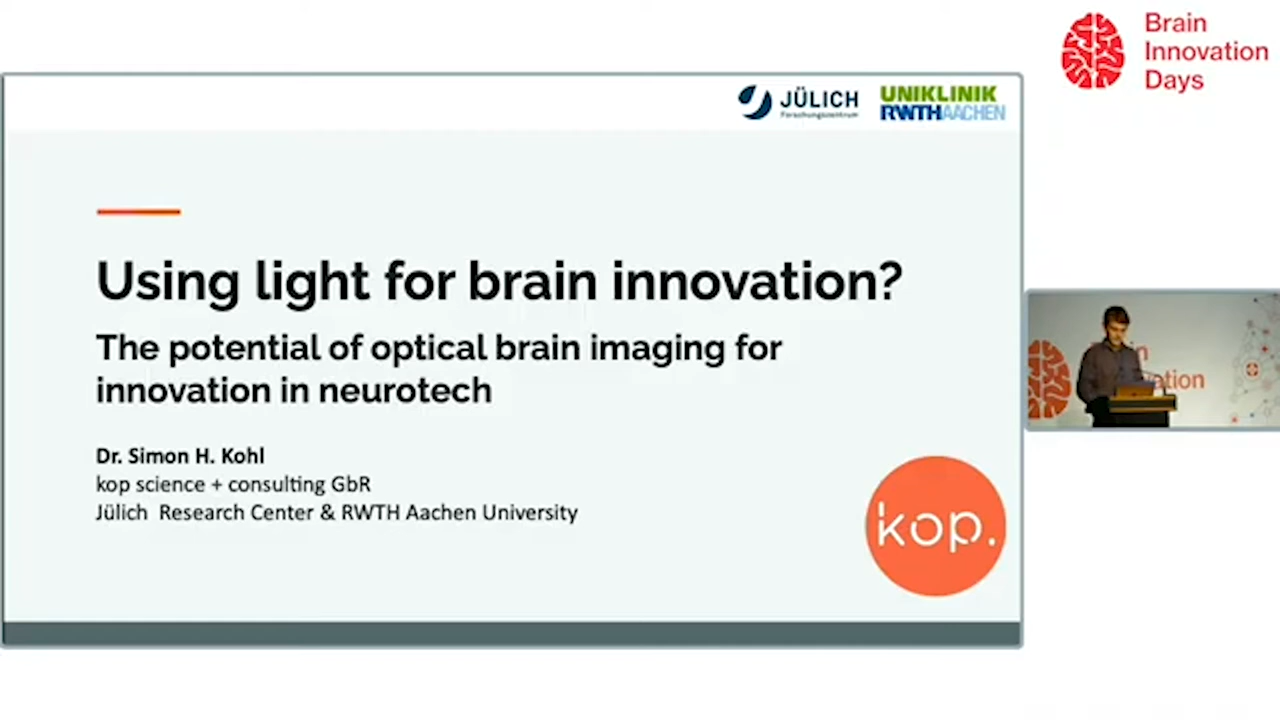 Brain
Innovation
Days
JÜLICH
Forschungszentrum
UNIKLINIK
RWTHAACHEN
Using light for brain innovation?
The potential of optical brain imaging for
innovation in neurotech
Dr. Simon H. Kohl
kop science + consulting GbR
Jülich Research Center & RWTH Aachen University
kop.